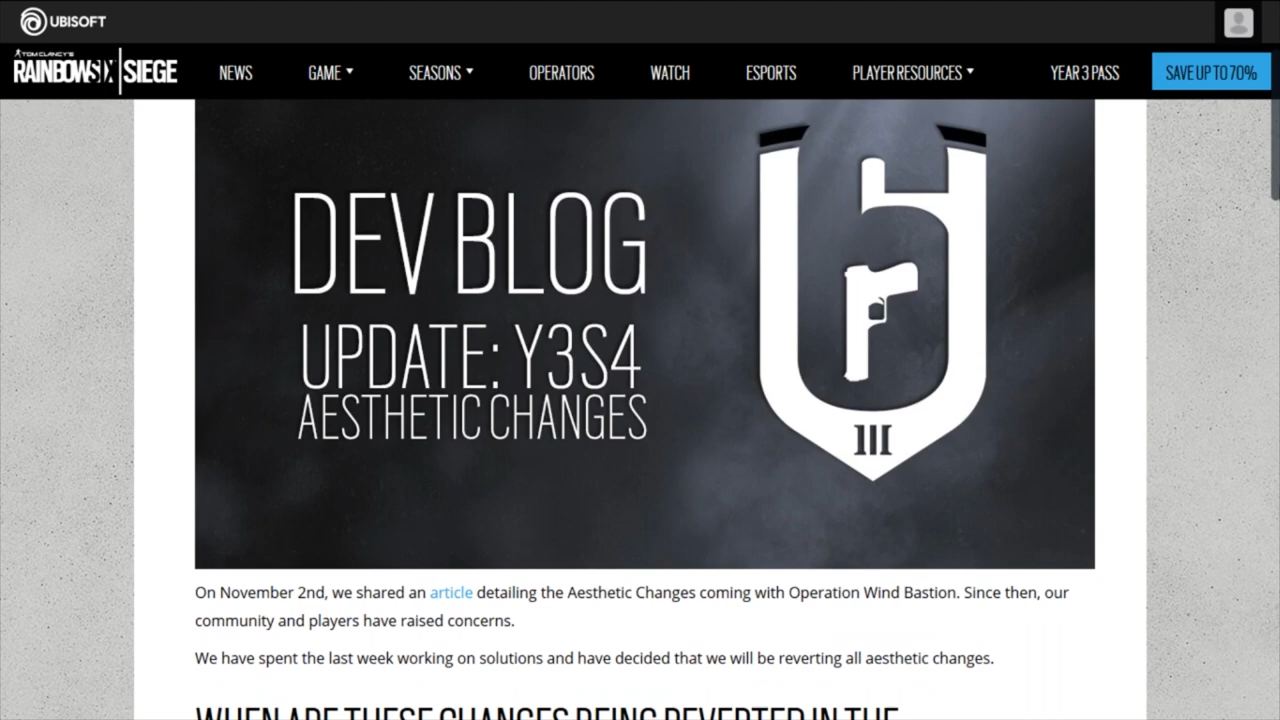 UBISOFT
TOM CLANCY'S
RAINBOWSIX | SIEGE
NEWS
GAME
SEASONS
OPERATORS
WATCH
ESPORTS
PLAYER RESOURCES
YEAR 3 PASS
SAVE UP TO 70%
DEV BLOG
UPDATE: Y3S4
AESTHETIC CHANGES
III
On November 2nd, we shared an article detailing the Aesthetic Changes coming with Operation Wind Bastion. Since then, our
community and players have raised concerns.
We have spent the last week working on solutions and have decided that we will be reverting all aesthetic changes.
WHEN ARE THESE CHANGES BEING REVERTED IN THE